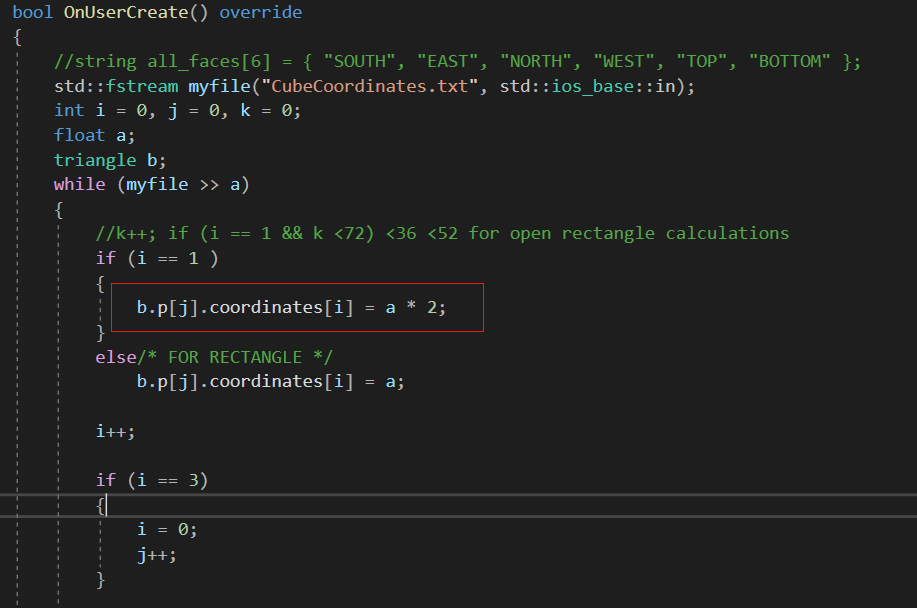 bool OnUserCreate() override
{
//string all_faces[6] = { "SOUTH", "EAST", "NORTH", "WEST", "TOP", "BOTTOM" };
std::fstream myfile("CubeCoordinates.txt", std::ios_base::in);
int i = 0, j = 0, k = 0;
float a;
triangle b;
while (myfile >> a)
{
//k++; if (i == 1 && k <72) <36 <52 for open rectangle calculations
if (i == 1 )
{
b.p[j].coordinates[i] = a * 2;
}
else/* FOR RECTANGLE */
b.p[j].coordinates[i] = a;
i++;
if (i == 3)
{
i = 0;
j++;
}